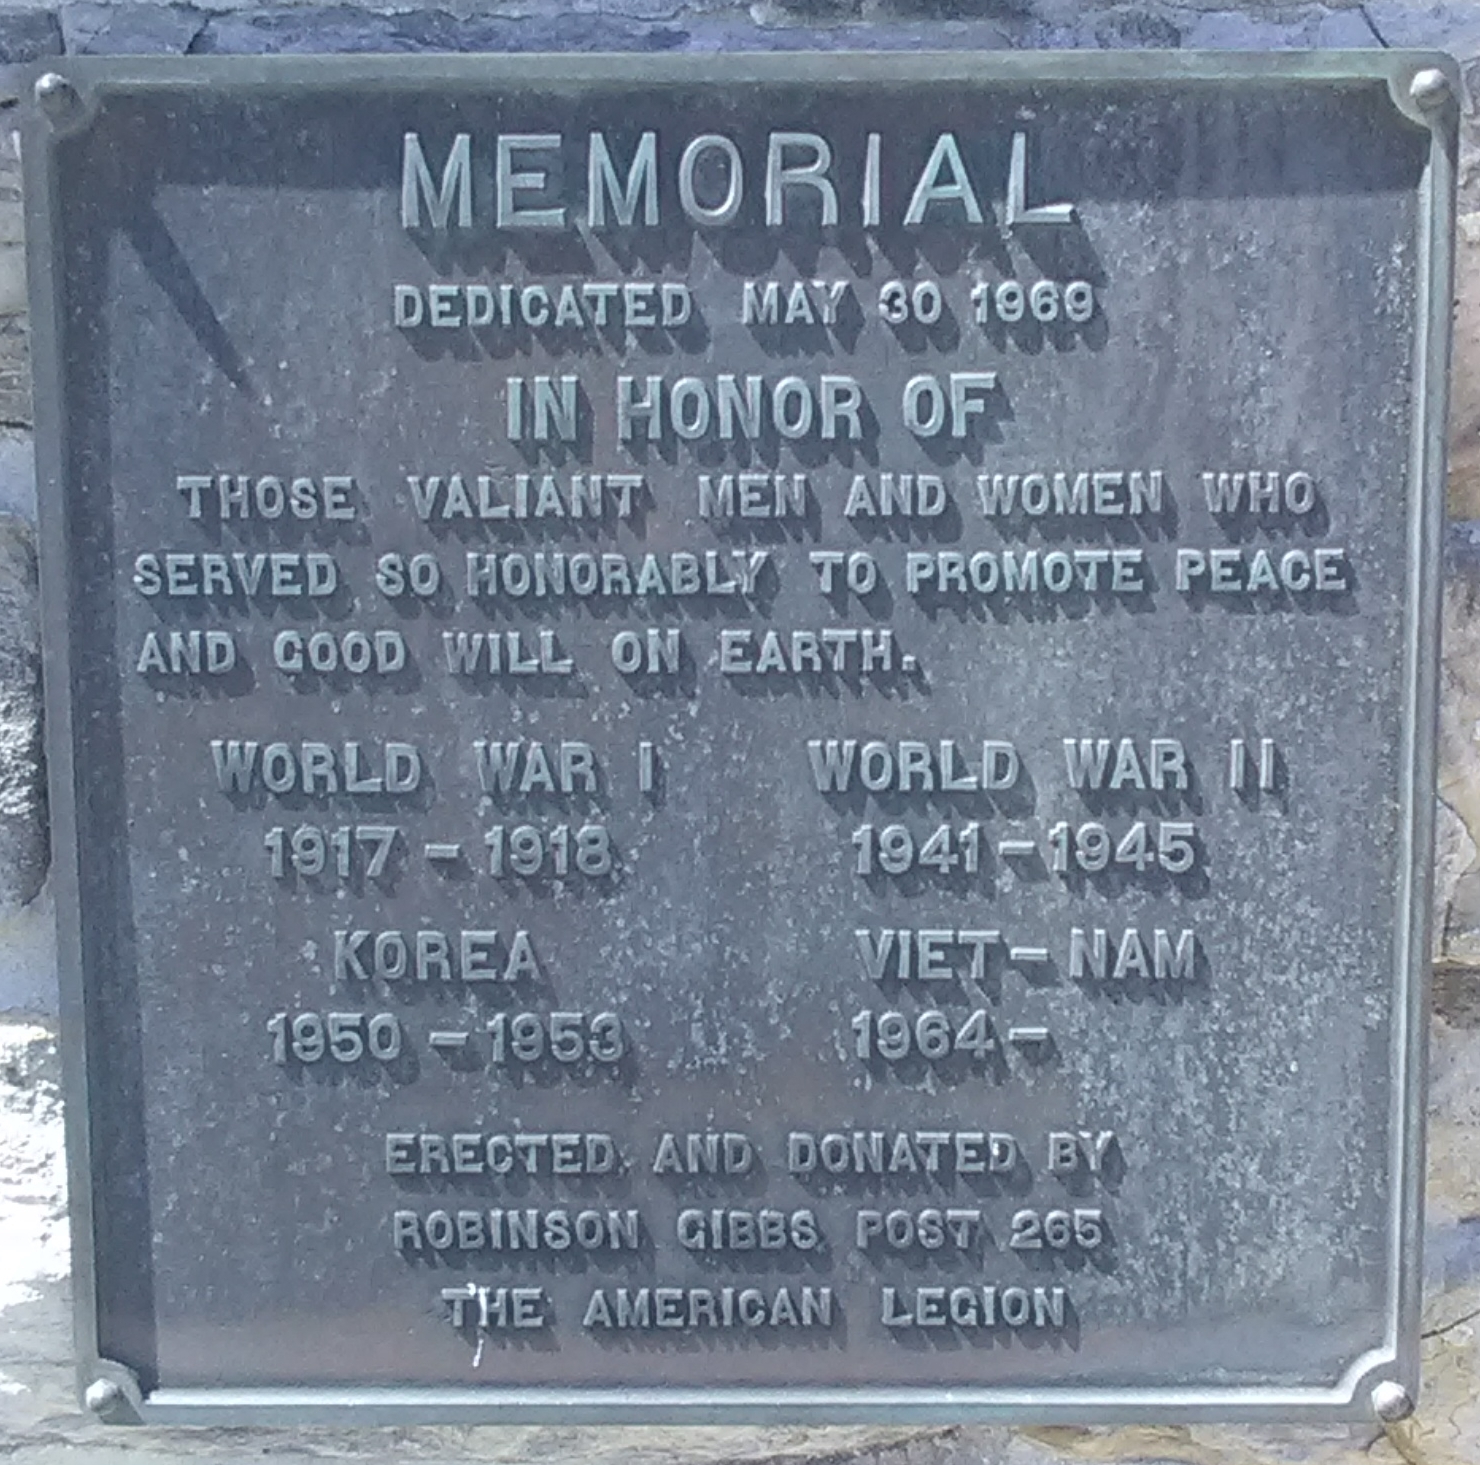 MEMORIAL
DEDICATED MAY 30 1969
IN HONOR OF
THOSE VALIANT MEN AND WOMEN WHO
SERVED SO HONORABLY TO PROMOTE PEACE
AND GOOD WILL ON EARTH.
WORLD WAR I WORLD WAR II
1917 - 1918 1941 - 1945
KOREA VIET - NAM
1950 - 1953 1964 -
ERECTED AND DONATED BY
ROBINSON GIBBS POST 265
THE AMERICAN LEGION